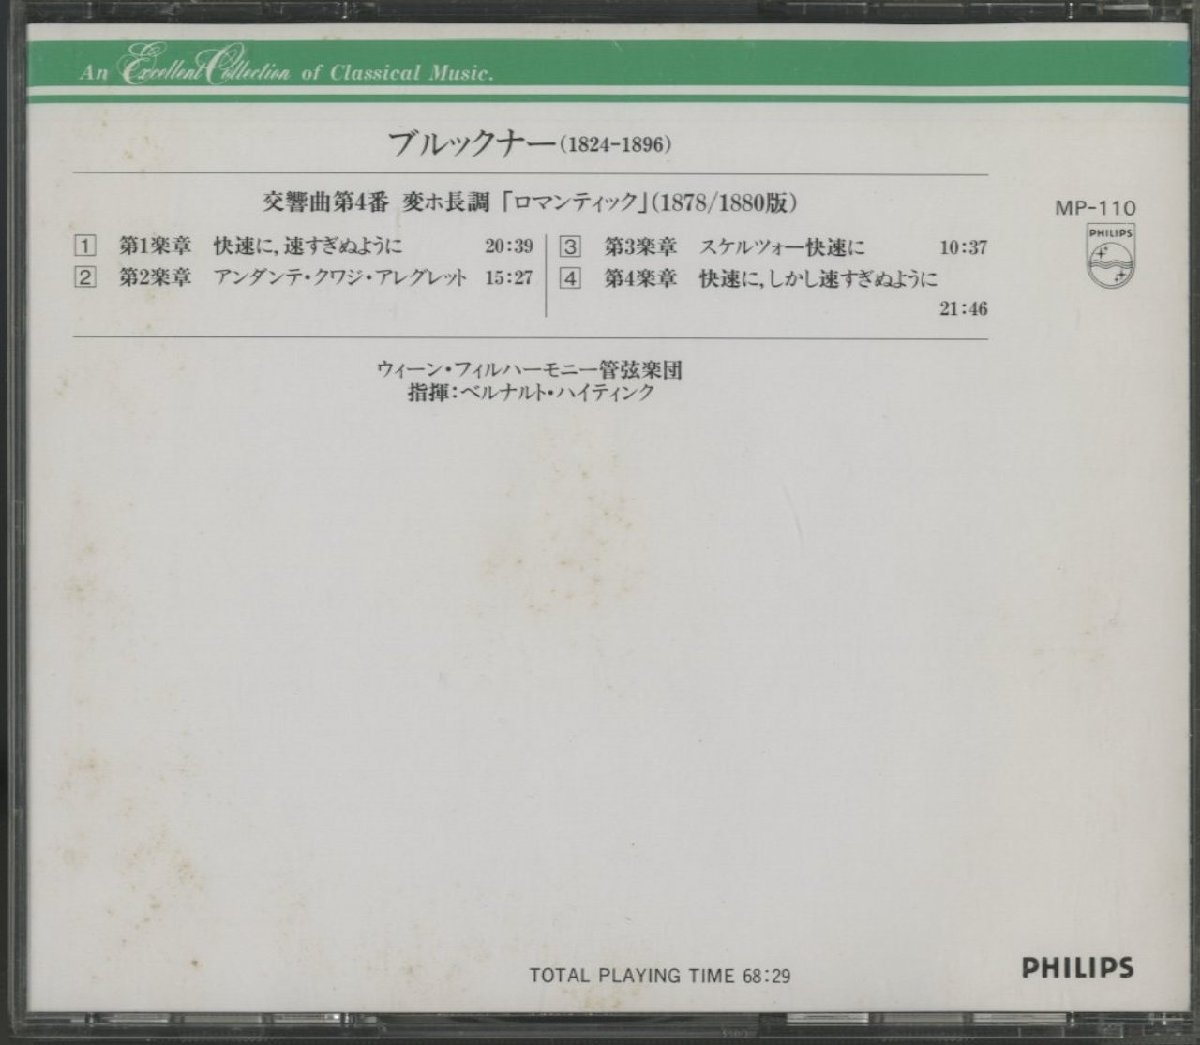 An Excellent Collection of Classical Music.
ブルックナー(1824-1896)
交響曲第4番 変ホ長調「ロマンティック」(1878/1880版)
1 第1楽章 快速に,速すぎぬように 20:39
2 第2楽章 アンダンテ・クワジ・アレグレット 15:27
3 第3楽章 スケルツォー快速に 10:37
4 第4楽章 快速に,しかし速すぎぬように
21:46
MP-110
PHILIPS
ウィーン・フィルハーモニー管弦楽団
指揮:ベルナルト・ハイティンク
TOTAL PLAYING TIME 68:29
PHILIPS